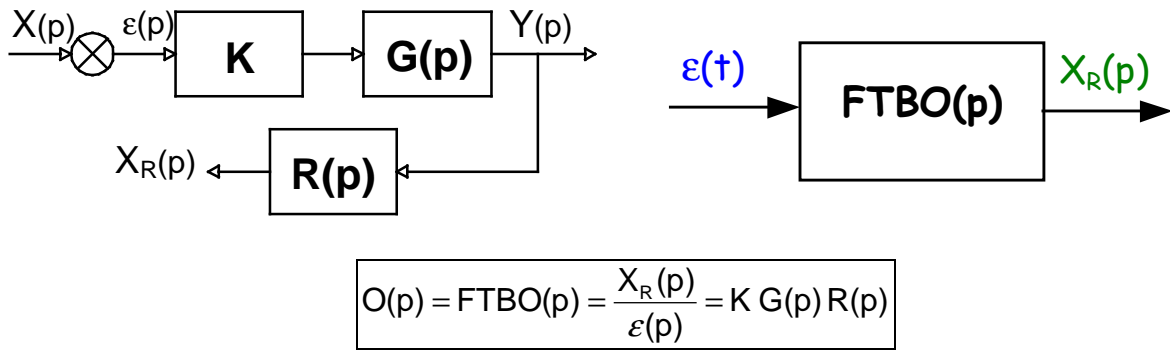 X(p) ε(p) K G(p) Y(p)
X_R(p) R(p)
ε(t) FTBO(p) X_R(p)
O(p) = FTBO(p) = X_R(p) / ε(p) = K G(p) R(p)